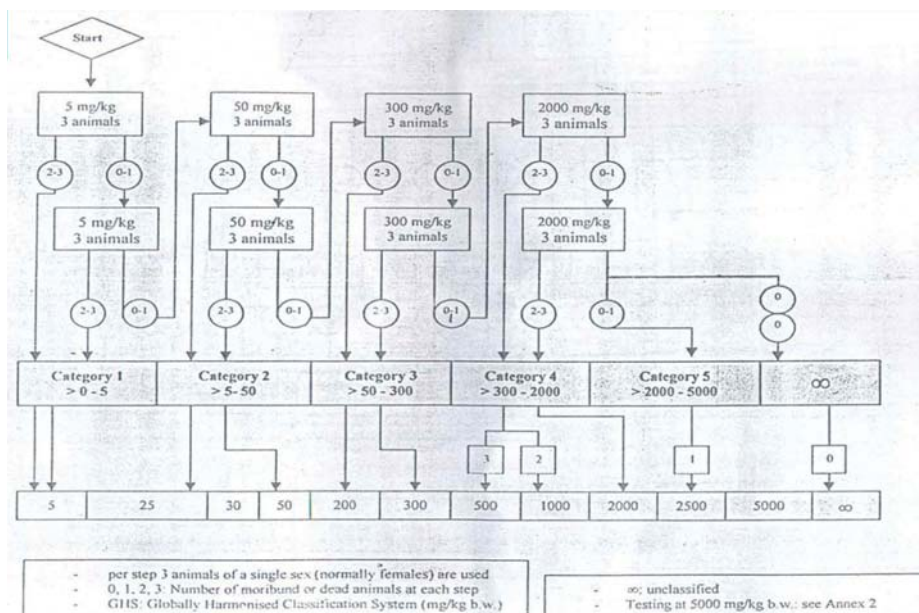 Start
5 mg/kg 50 mg/kg 300 mg/kg 2000 mg/kg
3 animals 3 animals 3 animals 3 animals
2-3 0-1 2-3 0-1 2-3 0-1 2-3 0-1
5 mg/kg 50 mg/kg 300 mg/kg 2000 mg/kg
3 animals 3 animals 3 animals 3 animals
0
2-3 0-1 2-3 0-1 2-3 0-1 2-3 0-1 0
Category 1 Category 2 Category 3 Category 4 Category 5 ∞
> 0 - 5 > 5- 50 > 50 - 300 > 300 - 2000 > 2000 - 5000
3 2 1 0
5 25 30 50 200 300 500 1000 2000 2500 5000 ∞
- per step 3 animals of a single sex (normally females) are used
- 0, 1, 2, 3: Number of moribund or dead animals at each step
- GHS: Globally Harmonised Classification System (mg/kg b.w.)
- ∞; unclassified
- Testing at 5000 mg/kg b.w.: see Annex 2